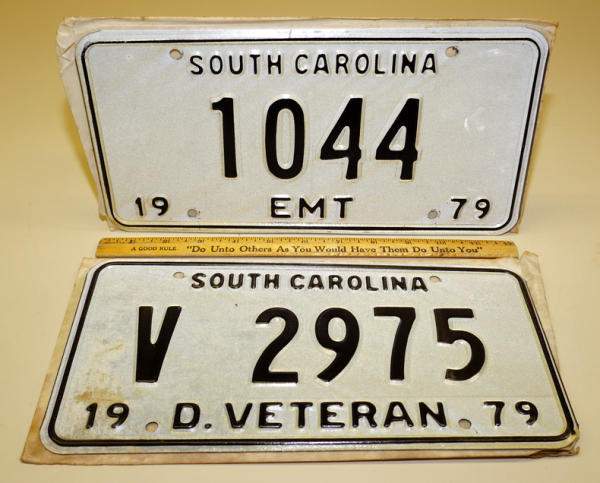 SOUTH CAROLINA
1044
19 EMT 79
A GOOD RULE "Do Unto Others As You Would Have Them Do Unto You"
SOUTH CAROLINA
V 2975
19 D. VETERAN 79